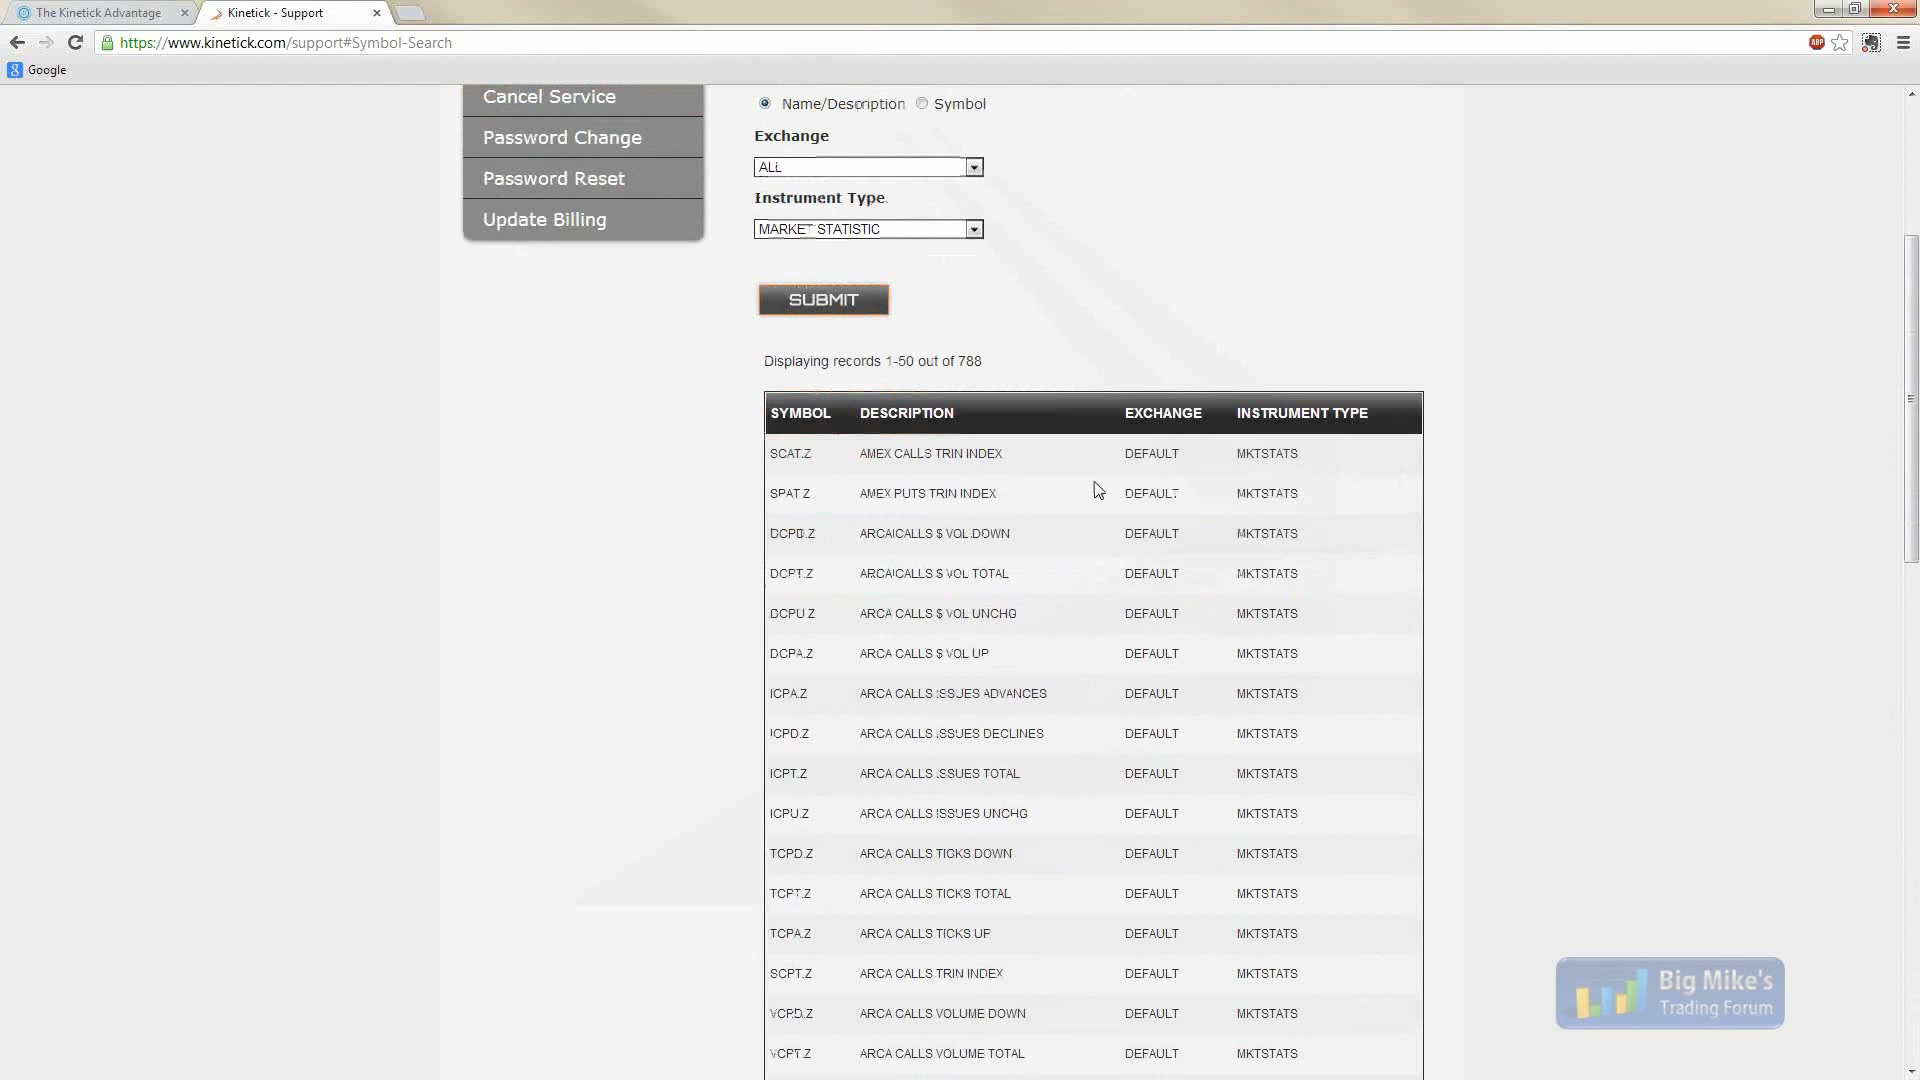 The Kinetick Advantage
Kinetick - Support
https://www.kinetick.com/support#Symbol-Search
ABP
8 Google
Cancel Service
Password Change
Password Reset
Update Billing
Name/Description Symbol
Exchange
ALL
Instrument Type
MARKET STATISTIC
SUBMIT
Displaying records 1-50 out of 788
SYMBOL DESCRIPTION EXCHANGE INSTRUMENT TYPE
SCAT.Z AMEX CALLS TRIN INDEX DEFAULT MKTSTATS
SPAT.Z AMEX PUTS TRIN INDEX DEFAULT MKTSTATS
DCPD.Z ARCA CALLS $ VOL DOWN DEFAULT MKTSTATS
DCPT.Z ARCA CALLS $ VOL TOTAL DEFAULT MKTSTATS
DCPU.Z ARCA CALLS $ VOL UNCHG DEFAULT MKTSTATS
DCPA.Z ARCA CALLS $ VOL UP DEFAULT MKTSTATS
ICPA.Z ARCA CALLS ISSUES ADVANCES DEFAULT MKTSTATS
ICPD.Z ARCA CALLS ISSUES DECLINES DEFAULT MKTSTATS
ICPT.Z ARCA CALLS ISSUES TOTAL DEFAULT MKTSTATS
ICPU.Z ARCA CALLS ISSUES UNCHG DEFAULT MKTSTATS
TCPD.Z ARCA CALLS TICKS DOWN DEFAULT MKTSTATS
TCPT.Z ARCA CALLS TICKS TOTAL DEFAULT MKTSTATS
TCPA.Z ARCA CALLS TICKS UP DEFAULT MKTSTATS
SCPT.Z ARCA CALLS TRIN INDEX DEFAULT MKTSTATS
VCPD.Z ARCA CALLS VOLUME DOWN DEFAULT MKTSTATS
VCPT.Z ARCA CALLS VOLUME TOTAL DEFAULT MKTSTATS
Big Mike's
Trading Forum